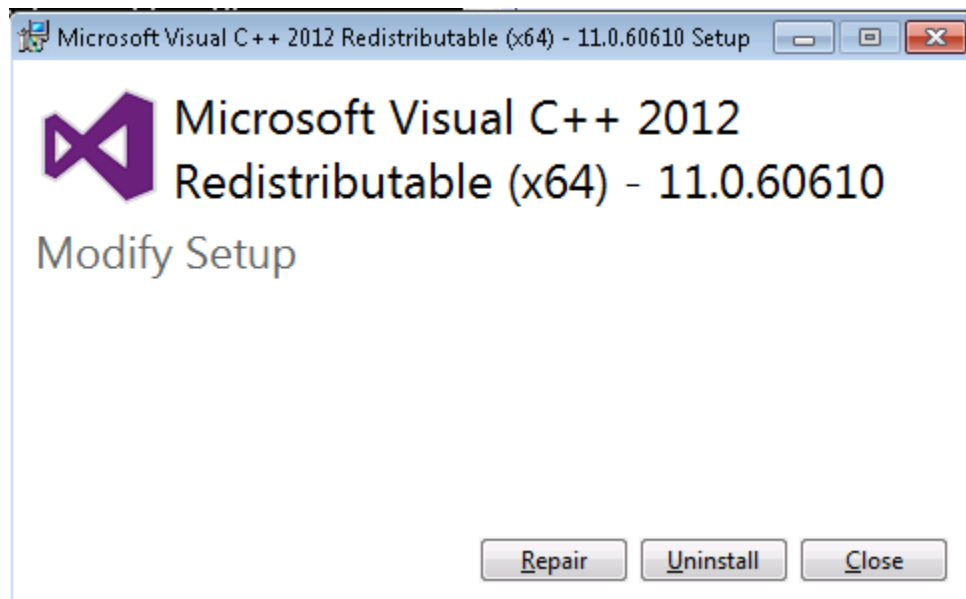 Microsoft Visual C++ 2012 Redistributable (x64) - 11.0.60610 Setup
Microsoft Visual C++ 2012
Redistributable (x64) - 11.0.60610
Modify Setup
Repair
Uninstall
Close